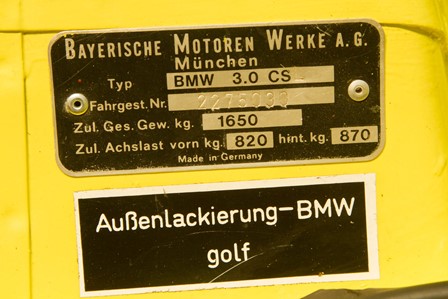 BAYERISCHE MOTOREN WERKE A.G.
München
Typ BMW 3.0 CS
Fahrgest.Nr.
Zul. Ges. Gew. kg. 1650
Zul. Achslast vorn kg. 820 hint. kg. 870
Made in Germany
Außenlackierung-BMW
golf